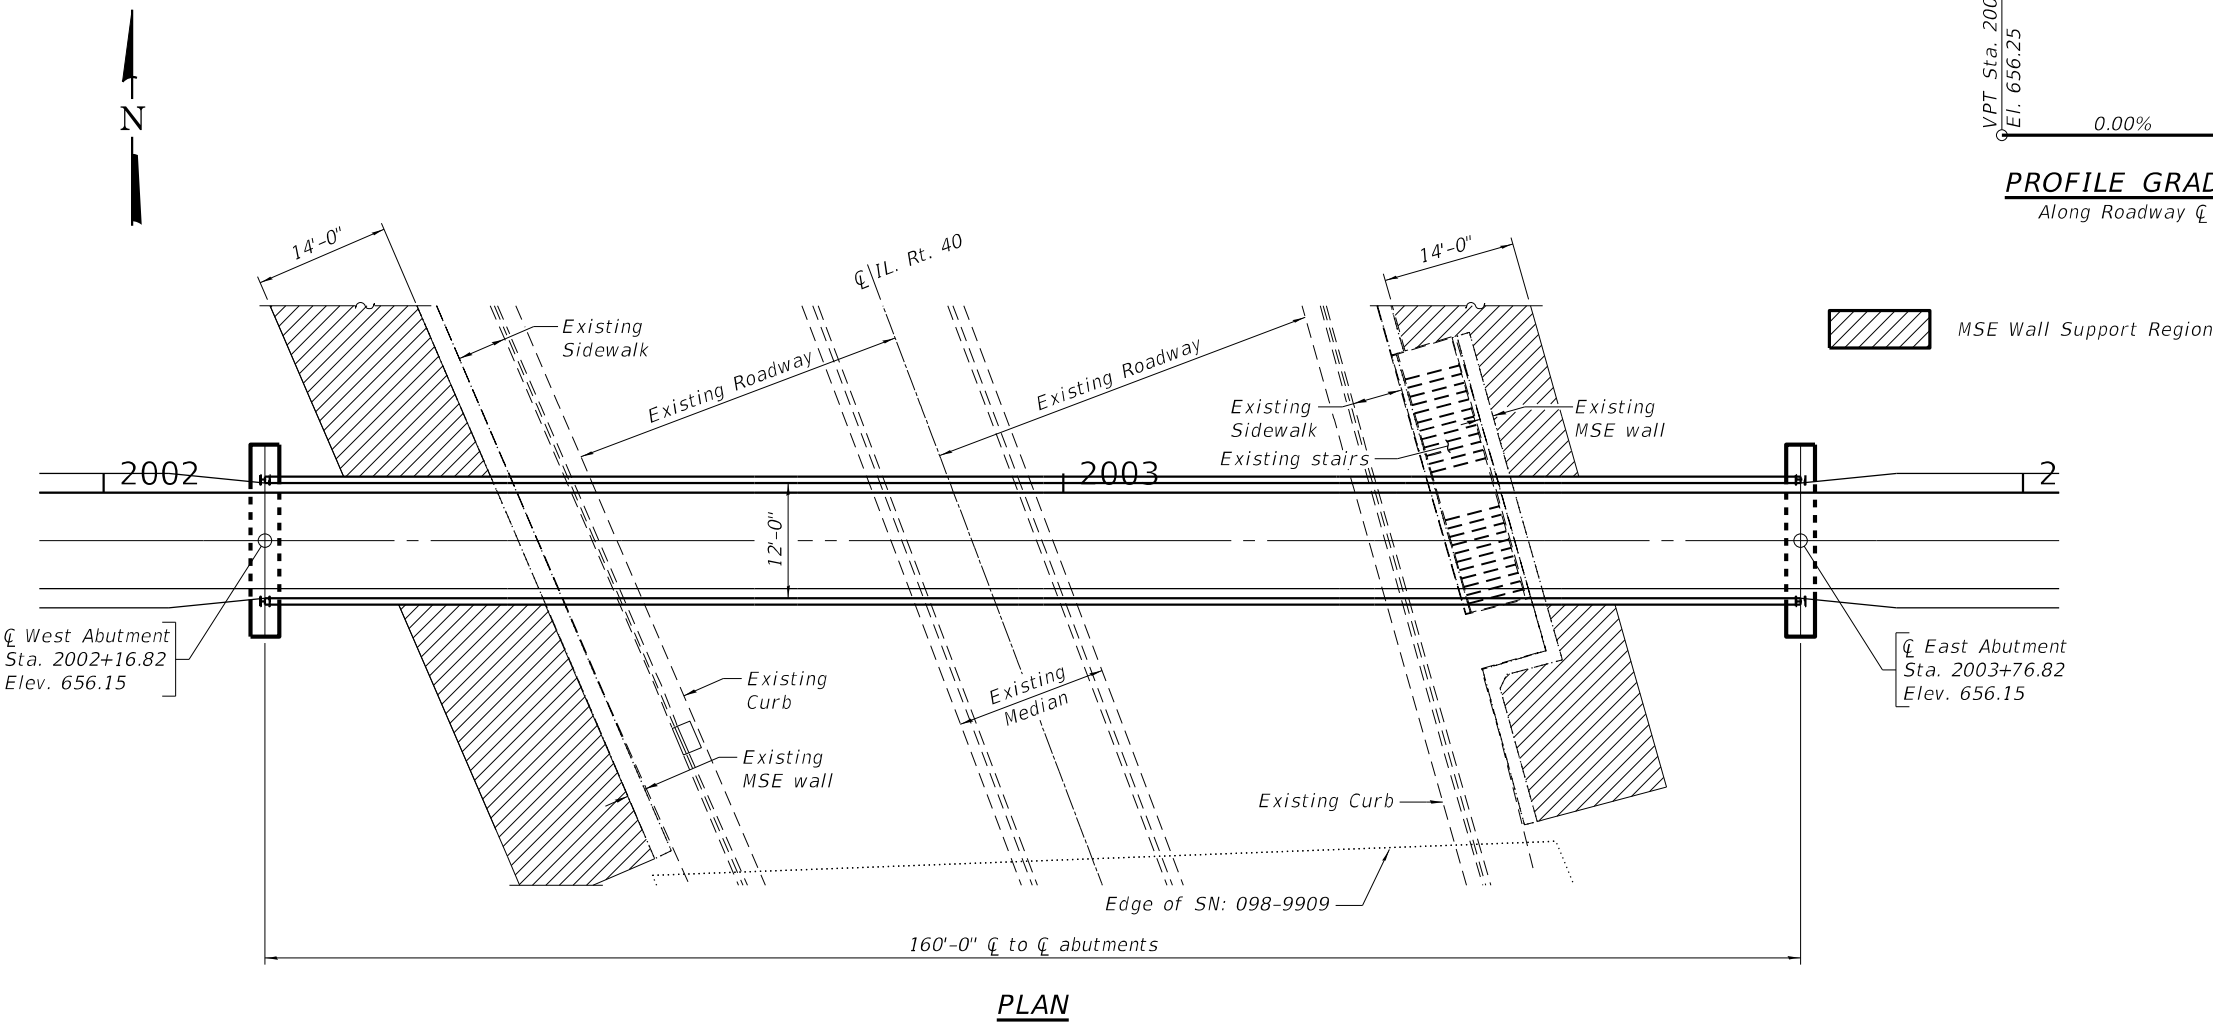 VPT Sta. 200
El. 656.25
0.00%
PROFILE GRAD
Along Roadway ℄
N
14'-0"
℄ IL. Rt. 40
14'-0"
Existing
Sidewalk
Existing Roadway
Existing Roadway
MSE Wall Support Region
Existing
Sidewalk
Existing stairs
Existing
MSE wall
2002
2003
2
12'-0"
℄ West Abutment
Sta. 2002+16.82
Elev. 656.15
℄ East Abutment
Sta. 2003+76.82
Elev. 656.15
Existing
Curb
Existing
Median
Existing
MSE wall
Existing Curb
Edge of SN: 098-9909
160'-0" ℄ to ℄ abutments
PLAN